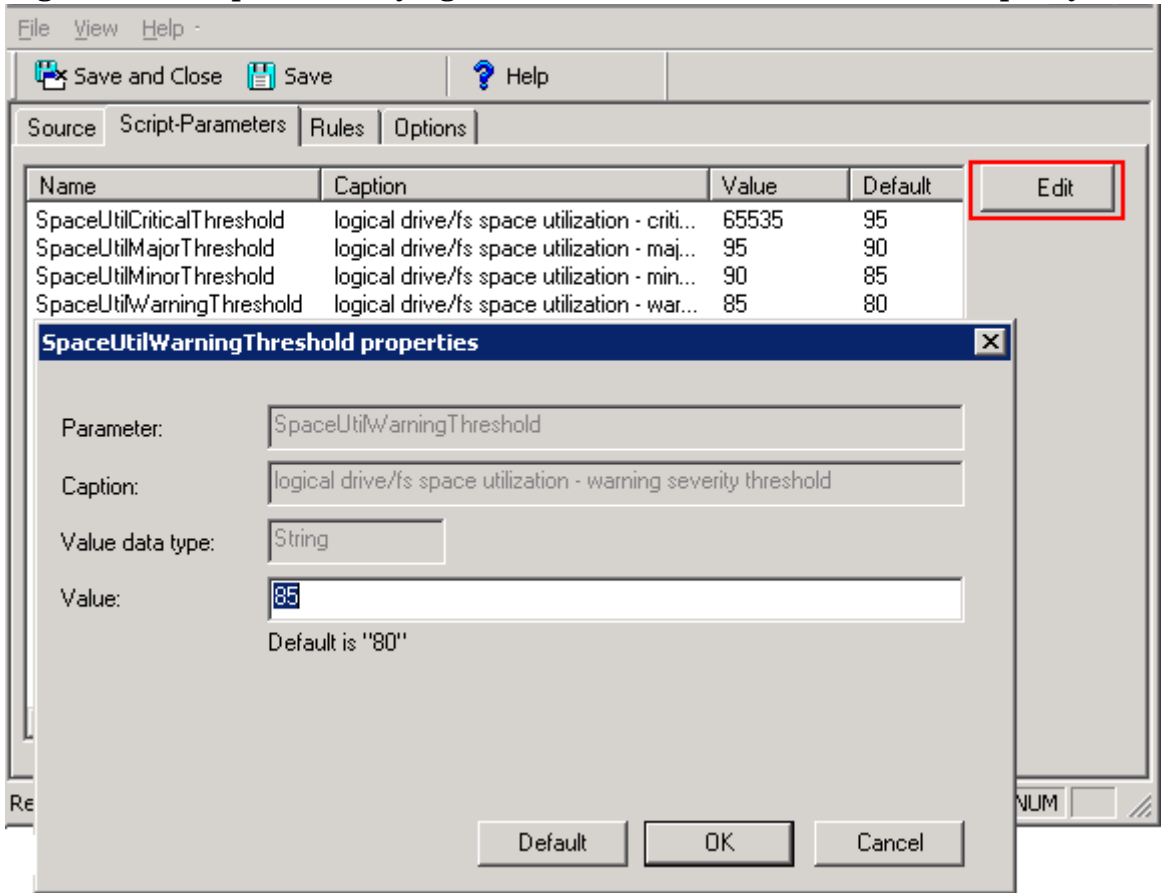 File View Help
Save and Close Save Help
Source Script-Parameters Rules Options
Name Caption Value Default Edit
SpaceUtilCriticalThreshold logical drive/fs space utilization - criti... 65535 95
SpaceUtilMajorThreshold logical drive/fs space utilization - maj... 95 90
SpaceUtilMinorThreshold logical drive/fs space utilization - min... 90 85
SpaceUtilWarningThreshold logical drive/fs space utilization - war... 85 80
SpaceUtilWarningThreshold properties
Parameter: SpaceUtilWarningThreshold
Caption: logical drive/fs space utilization - warning severity threshold
Value data type: String
Value: 85
Default is "80"
Re NUM
Default OK Cancel